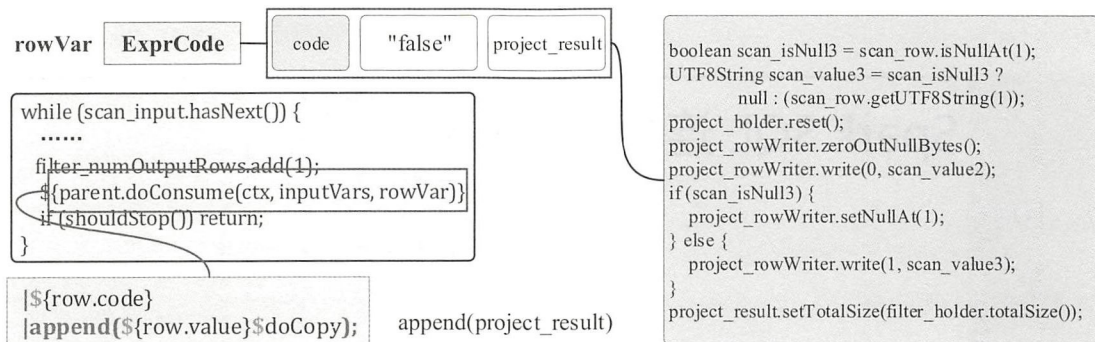 rowVar ExprCode code "false" project_result
while (scan_input.hasNext()) {
......
filter_numOutputRows.add(1);
${parent.doConsume(ctx, inputVars, rowVar)}
if (shouldStop()) return;
}
|${row.code}
|append(${row.value}$doCopy);
append(project_result)
boolean scan_isNull3 = scan_row.isNullAt(1);
UTF8String scan_value3 = scan_isNull3 ?
null : (scan_row.getUTF8String(1));
project_holder.reset();
project_rowWriter.zeroOutNullBytes();
project_rowWriter.write(0, scan_value2);
if (scan_isNull3) {
project_rowWriter.setNullAt(1);
} else {
project_rowWriter.write(1, scan_value3);
}
project_result.setTotalSize(filter_holder.totalSize());